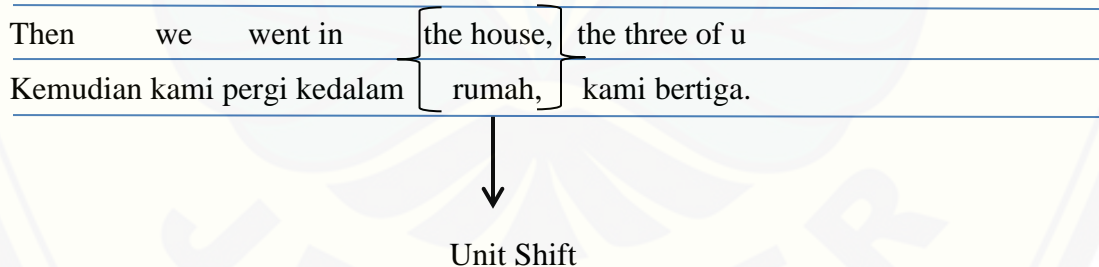 Then we went in the house, the three of u
Kemudian kami pergi kedalam rumah, kami bertiga.
Unit Shift